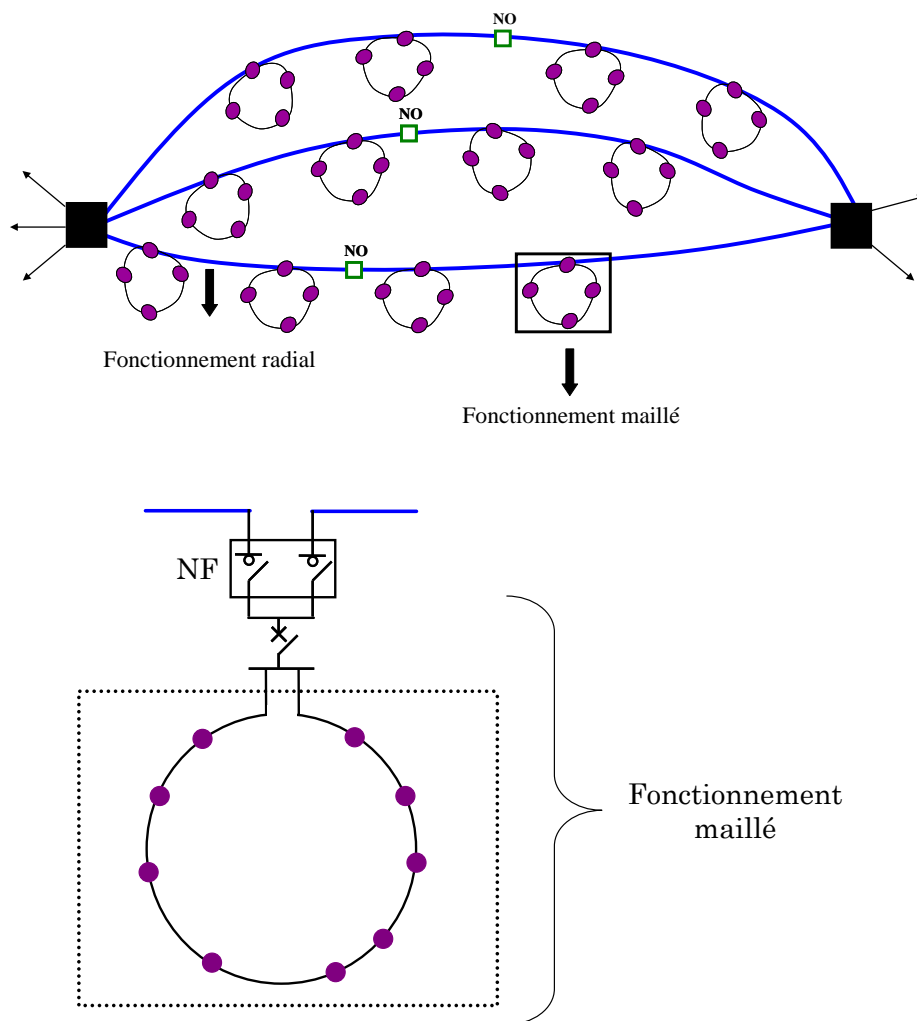 NO
NO
NO
Fonctionnement radial
Fonctionnement maillé
NF
Fonctionnement
maillé